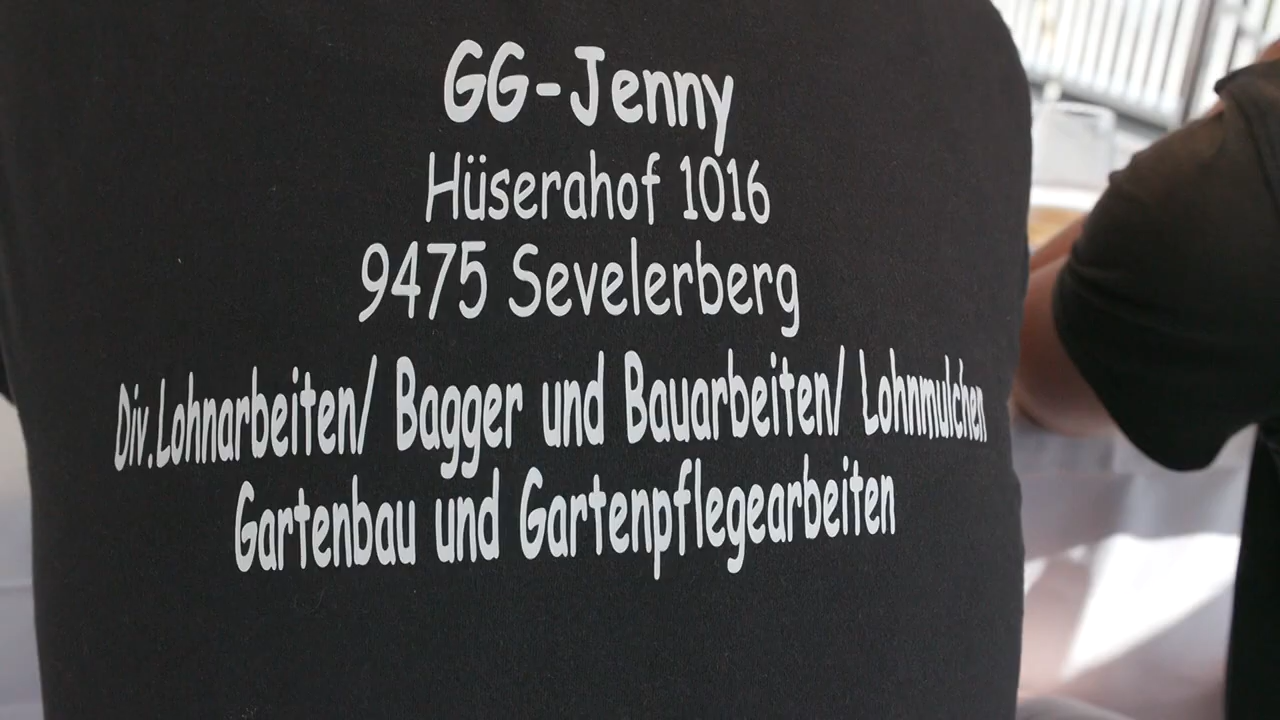 GG-Jenny
Hüserahof 1016
9475 Sevelerberg
Div.Lohnarbeiten/ Bagger und Bauarbeiten/ Lohnmulchen
Gartenbau und Gartenpflegearbeiten